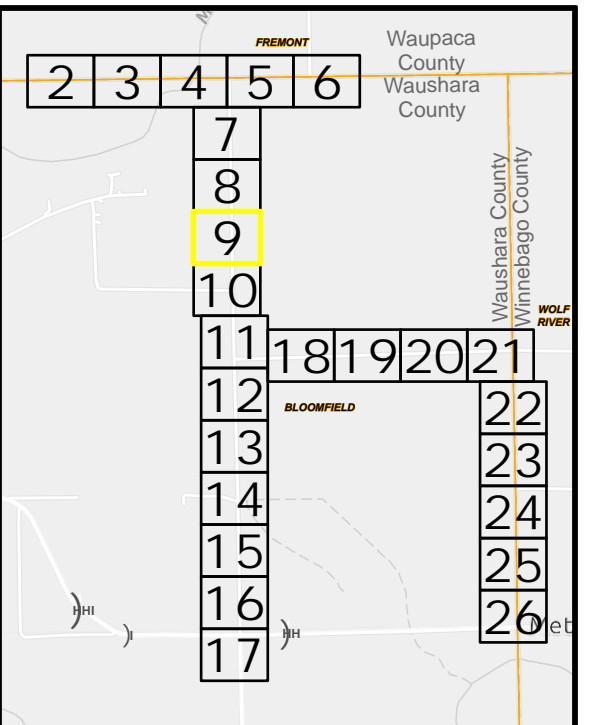 M
FREMONT
Waupaca
County
Waushara
County
2 3 4 5 6
7
8
9
10
Waushara County
Winnebago County
WOLF
RIVER
11 18 19 20 21
12
BLOOMFIELD
22
13
23
14
24
15
25
HHI
16
26 Met
I
HH
17